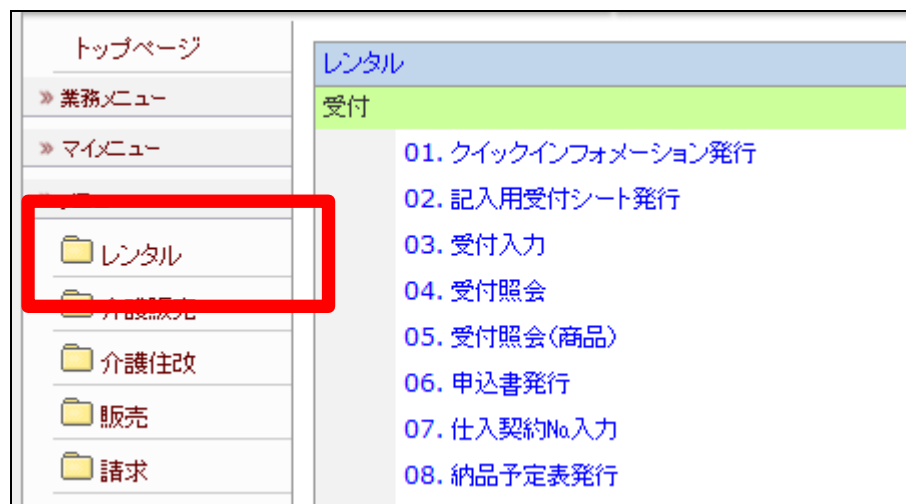 トップページ
» 業務メニュー
» マイメニュー
レンタル
介護販売
介護住改
販売
請求
レンタル
受付
01. クイックインフォメーション発行
02. 記入用受付シート発行
03. 受付入力
04. 受付照会
05. 受付照会(商品)
06. 申込書発行
07. 仕入契約No.入力
08. 納品予定表発行